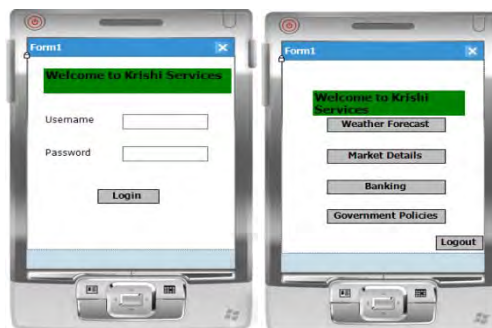 Form1
Welcome to Krishi Services
Username
Password
Login
Form1
Welcome to Krishi
Services
Weather Forecast
Market Details
Banking
Government Policies
Logout